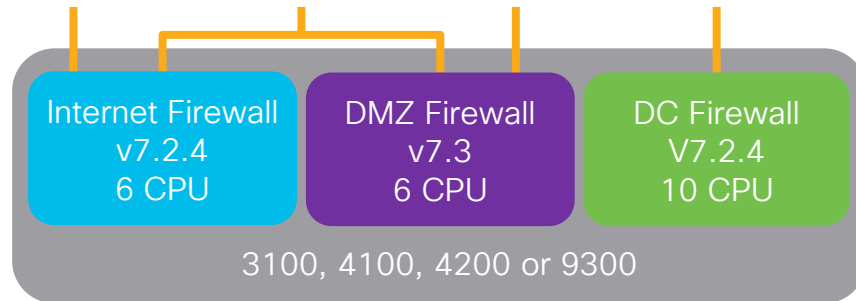 Internet Firewall
v7.2.4
6 CPU
DMZ Firewall
v7.3
6 CPU
DC Firewall
V7.2.4
10 CPU
3100, 4100, 4200 or 9300